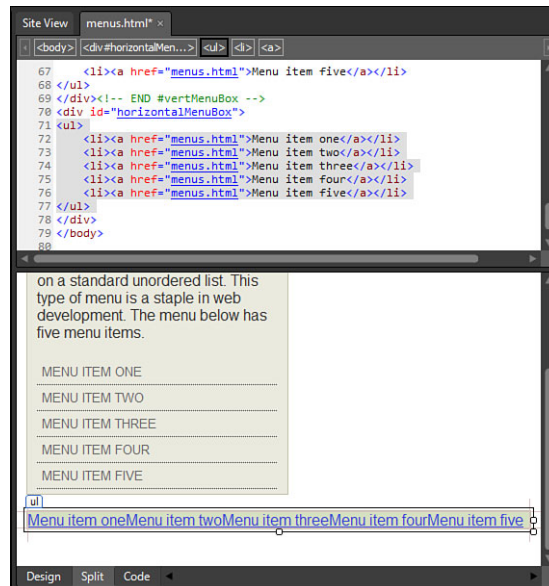 Site View menus.html* ×
<body> <div#horizontalMen...> <ul> <li> <a>
67 <li><a href="menus.html">Menu item five</a></li>
68 </ul>
69 </div><!-- END #vertMenuBox -->
70 <div id="horizontalMenuBox">
71 <ul>
72 <li><a href="menus.html">Menu item one</a></li>
73 <li><a href="menus.html">Menu item two</a></li>
74 <li><a href="menus.html">Menu item three</a></li>
75 <li><a href="menus.html">Menu item four</a></li>
76 <li><a href="menus.html">Menu item five</a></li>
77 </ul>
78 </div>
79 </body>
80
on a standard unordered list. This
type of menu is a staple in web
development. The menu below has
five menu items.
MENU ITEM ONE
MENU ITEM TWO
MENU ITEM THREE
MENU ITEM FOUR
MENU ITEM FIVE
ul
Menu item oneMenu item twoMenu item threeMenu item fourMenu item five
Design Split Code